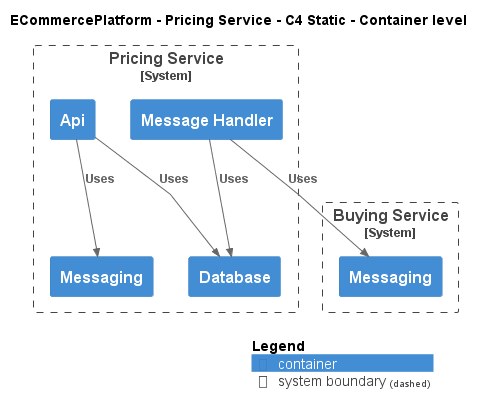 ECommercePlatform - Pricing Service - C4 Static - Container level
Pricing Service
[System]
Api
Message Handler
Uses
Uses
Uses
Uses
Buying Service
[System]
Messaging
Database
Messaging
Legend
container
system boundary (dashed)